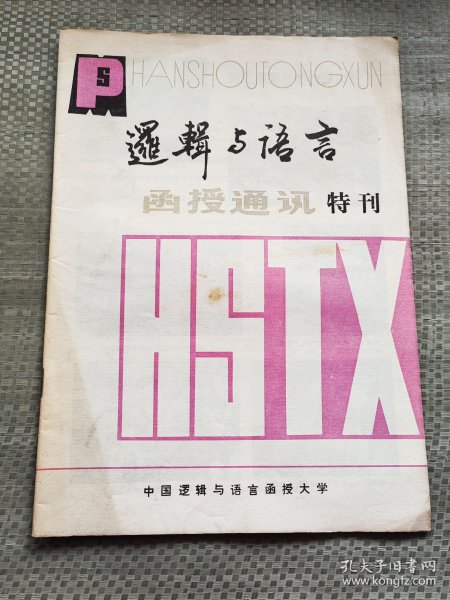 PS HANSHOUTONGXUN
邏輯与语言
函授通讯 特刊
HSTX
中国逻辑与语言函授大学
孔夫子旧书网
www.kongfz.com